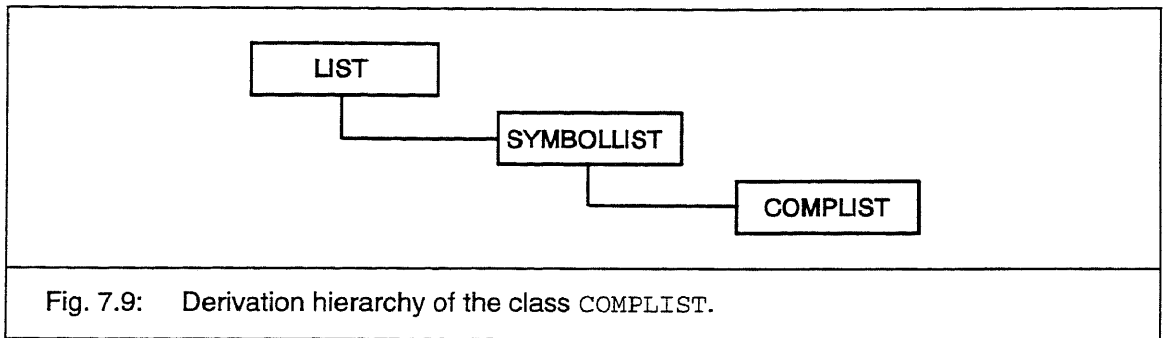 LIST
SYMBOLLIST
COMPLIST
Fig. 7.9: Derivation hierarchy of the class COMPLIST.